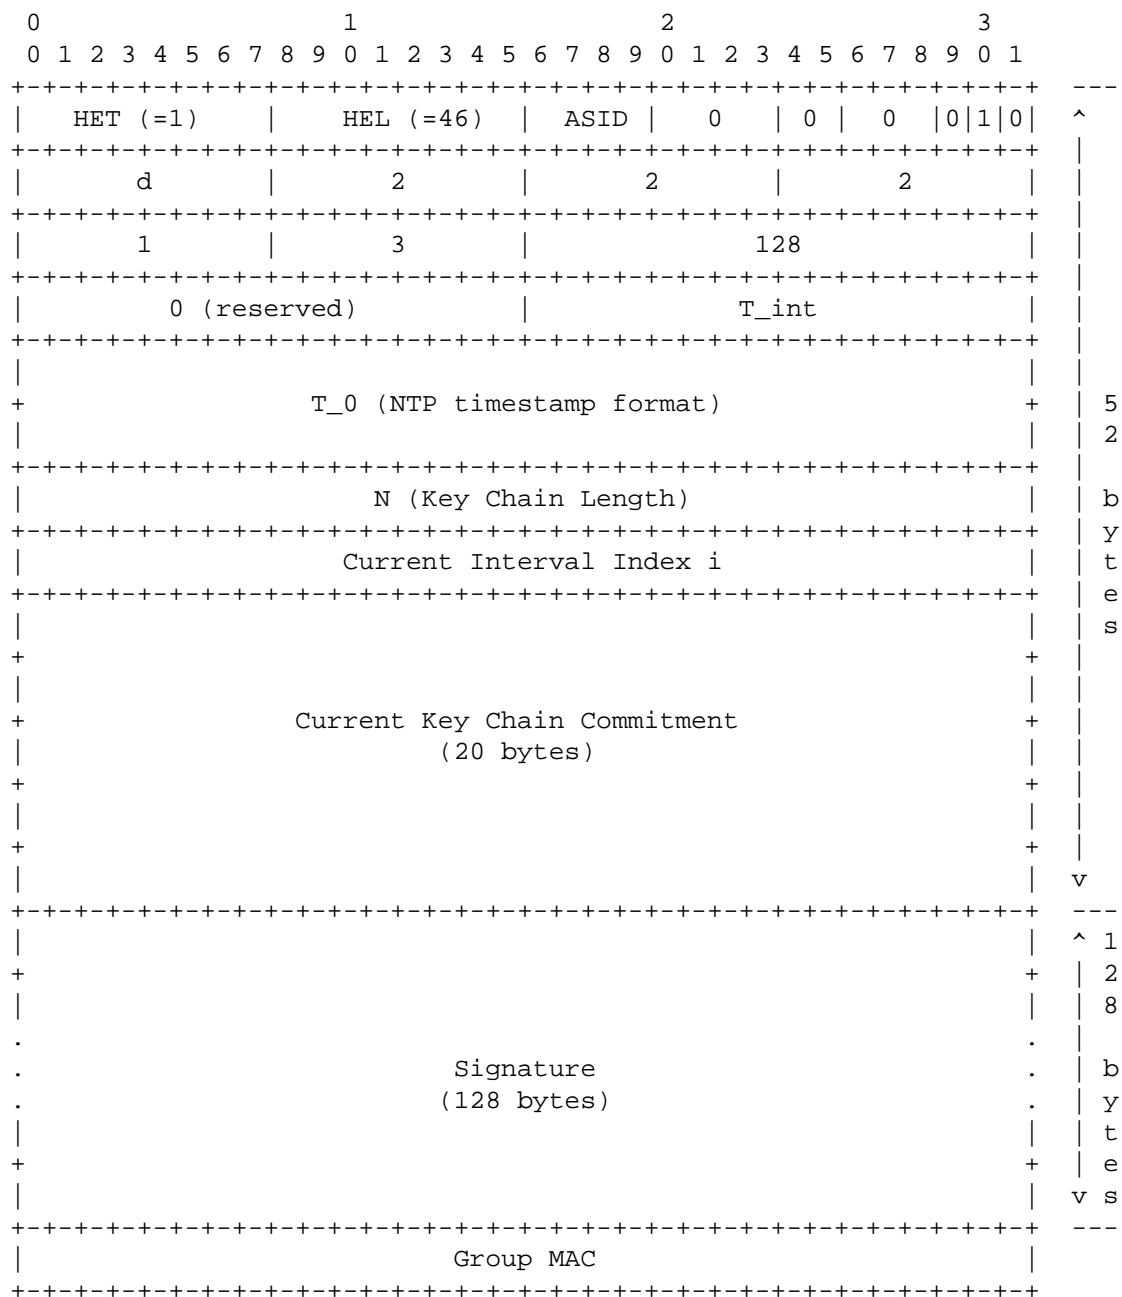 0                   1                   2                   3
 0 1 2 3 4 5 6 7 8 9 0 1 2 3 4 5 6 7 8 9 0 1 2 3 4 5 6 7 8 9 0 1
+-+-+-+-+-+-+-+-+-+-+-+-+-+-+-+-+-+-+-+-+-+-+-+-+-+-+-+-+-+-+-+-+  ---
|   HET (=1)    |    HEL (=46)  |  ASID |   0   | 0 |  0  |0|1|0|  ^
+-+-+-+-+-+-+-+-+-+-+-+-+-+-+-+-+-+-+-+-+-+-+-+-+-+-+-+-+-+-+-+-+  |
|       d       |       2       |       2       |       2       |  |
+-+-+-+-+-+-+-+-+-+-+-+-+-+-+-+-+-+-+-+-+-+-+-+-+-+-+-+-+-+-+-+-+  |
|       1       |       3       |              128              |  |
+-+-+-+-+-+-+-+-+-+-+-+-+-+-+-+-+-+-+-+-+-+-+-+-+-+-+-+-+-+-+-+-+  |
|         0 (reserved)          |             T_int             |  |
+-+-+-+-+-+-+-+-+-+-+-+-+-+-+-+-+-+-+-+-+-+-+-+-+-+-+-+-+-+-+-+-+  |
|                                                               |  |
+                  T_0 (NTP timestamp format)                   +  | 5
|                                                               |  | 2
+-+-+-+-+-+-+-+-+-+-+-+-+-+-+-+-+-+-+-+-+-+-+-+-+-+-+-+-+-+-+-+-+  |
|                      N (Key Chain Length)                     |  | b
+-+-+-+-+-+-+-+-+-+-+-+-+-+-+-+-+-+-+-+-+-+-+-+-+-+-+-+-+-+-+-+-+  | y
|                    Current Interval Index i                   |  | t
+-+-+-+-+-+-+-+-+-+-+-+-+-+-+-+-+-+-+-+-+-+-+-+-+-+-+-+-+-+-+-+-+  | e
|                                                               |  | s
+                                                               +  |
|                                                               |  |
+                 Current Key Chain Commitment                  +  |
|                          (20 bytes)                           |  |
+                                                               +  |
|                                                               |  |
+                                                               +  |
|                                                               |  v
+-+-+-+-+-+-+-+-+-+-+-+-+-+-+-+-+-+-+-+-+-+-+-+-+-+-+-+-+-+-+-+-+  ---
|                                                               |  ^ 1
+                                                               +  | 2
|                                                               |  | 8
.                                                               .  |
.                           Signature                           .  | b
.                          (128 bytes)                          .  | y
|                                                               |  | t
+                                                               +  | e
|                                                               |  v s
+-+-+-+-+-+-+-+-+-+-+-+-+-+-+-+-+-+-+-+-+-+-+-+-+-+-+-+-+-+-+-+-+  ---
|                           Group MAC                           |
+-+-+-+-+-+-+-+-+-+-+-+-+-+-+-+-+-+-+-+-+-+-+-+-+-+-+-+-+-+-+-+-+